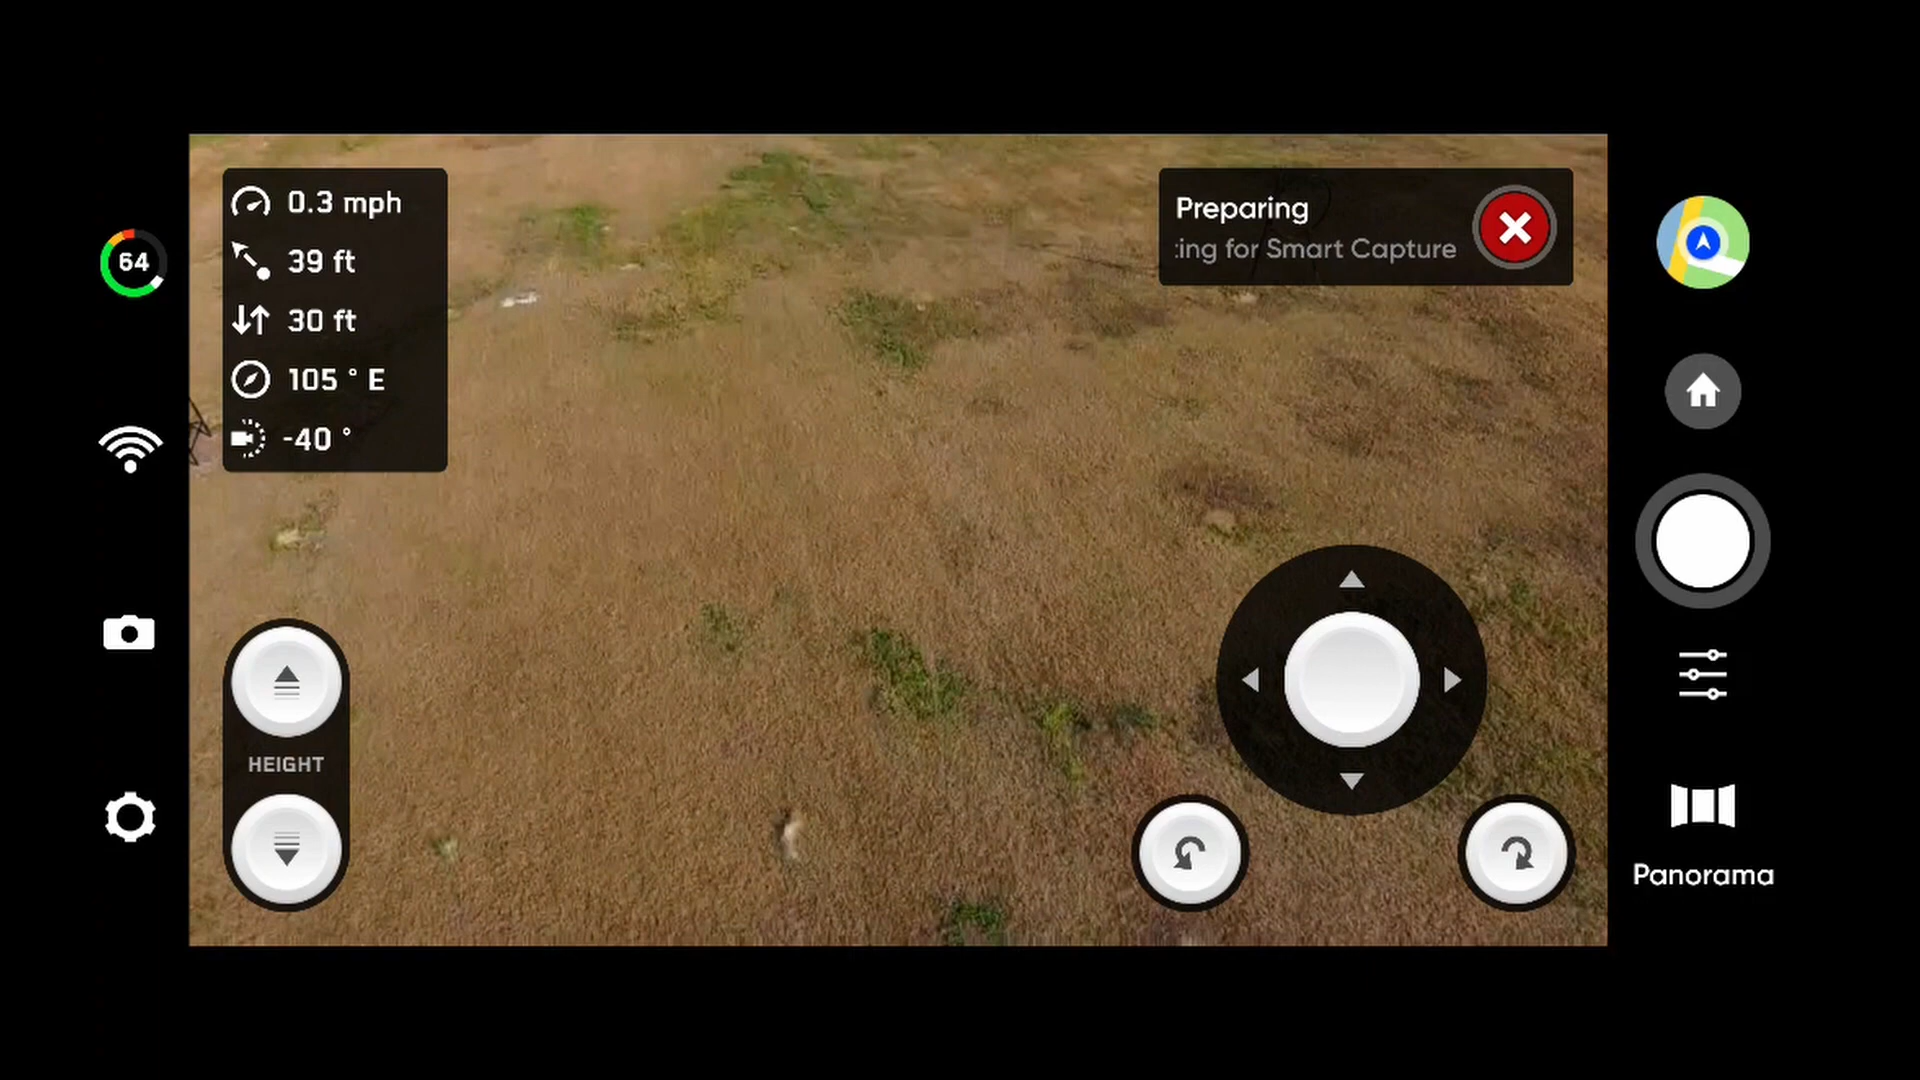 64
0.3 mph
39 ft
30 ft
105 ° E
-40 °
HEIGHT
Preparing
ing for Smart Capture
Panorama